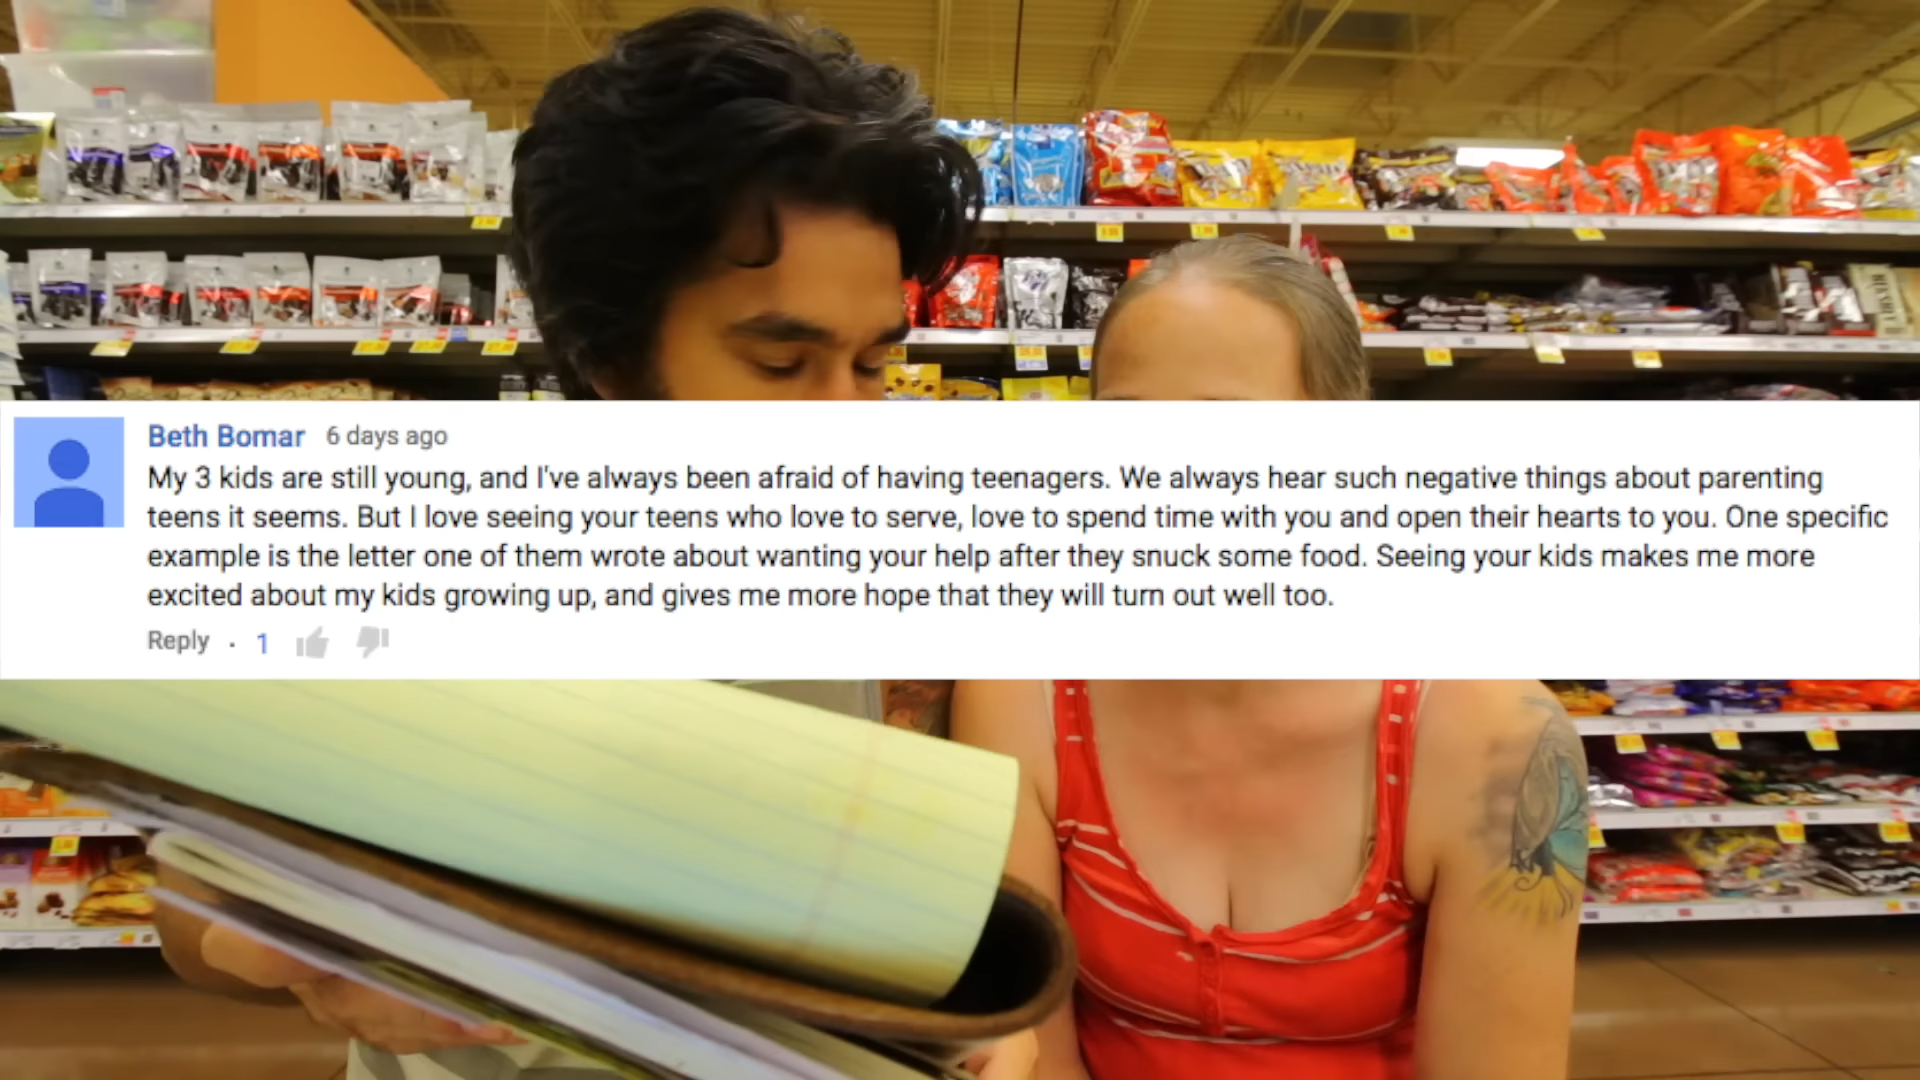 Beth Bomar 6 days ago
My 3 kids are still young, and I've always been afraid of having teenagers. We always hear such negative things about parenting
teens it seems. But I love seeing your teens who love to serve, love to spend time with you and open their hearts to you. One specific
example is the letter one of them wrote about wanting your help after they snuck some food. Seeing your kids makes me more
excited about my kids growing up, and gives me more hope that they will turn out well too.
Reply · 1